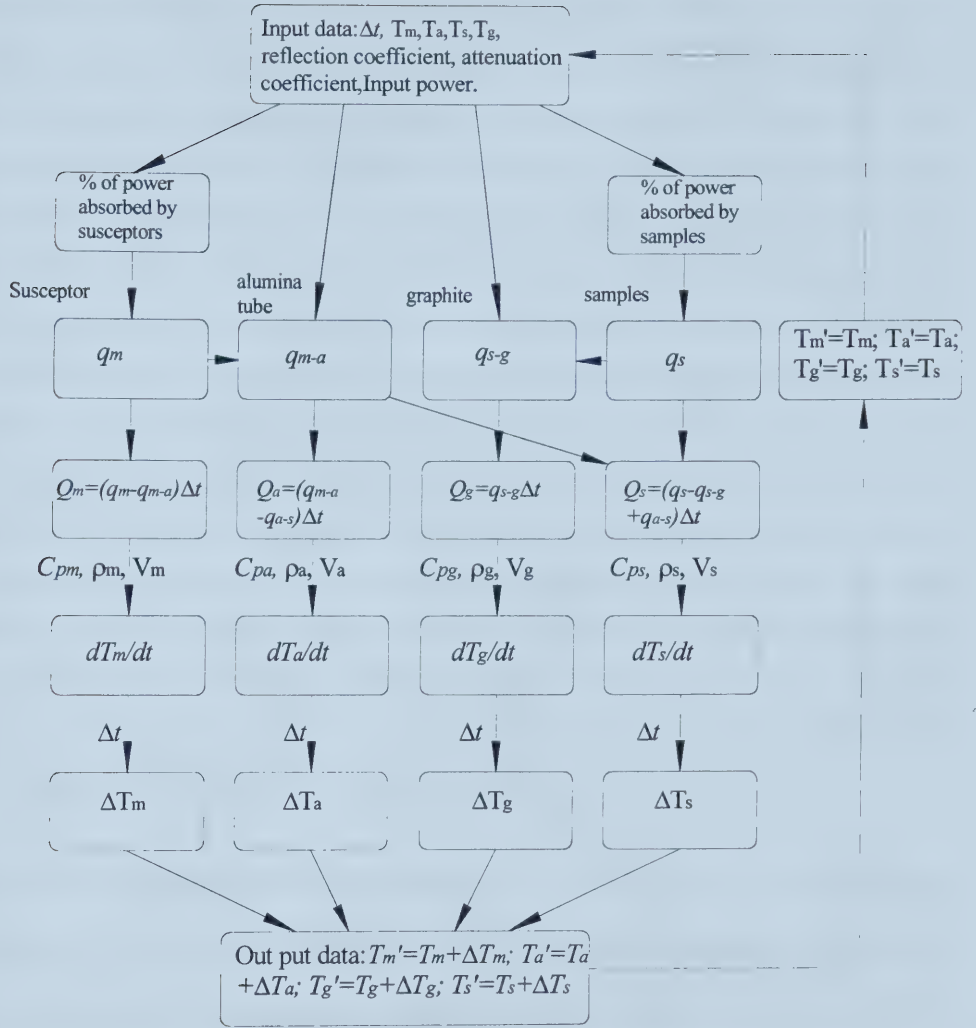 Input data:Δt, Tm,Ta,Ts,Tg,
reflection coefficient, attenuation
coefficient,Input power.
% of power
absorbed by
susceptors
% of power
absorbed by
samples
Susceptor
alumina
tube
graphite
samples
qm
qm-a
qs-g
qs
Tm'=Tm; Ta'=Ta;
Tg'=Tg; Ts'=Ts
Qm=(qm-qm-a)Δt
Qa=(qm-a
-qa-s)Δt
Qg=qs-gΔt
Qs=(qs-qs-g
+qa-s)Δt
Cpm, ρm, Vm
Cpa, ρa, Va
Cpg, ρg, Vg
Cps, ρs, Vs
dTm/dt
dTa/dt
dTg/dt
dTs/dt
Δt
Δt
Δt
Δt
ΔTm
ΔTa
ΔTg
ΔTs
Out put data:Tm'=Tm+ΔTm; Ta'=Ta
+ΔTa; Tg'=Tg+ΔTg; Ts'=Ts+ΔTs